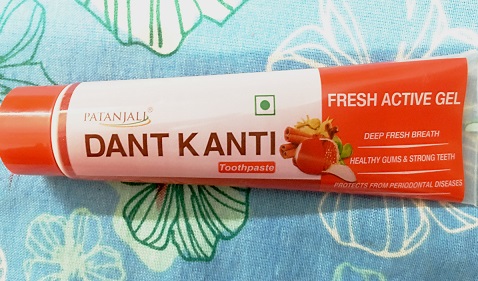 PATANJALI®
DANT KANTI
Toothpaste
FRESH ACTIVE GEL
DEEP FRESH BREATH
HEALTHY GUMS & STRONG TEETH
PROTECTS FROM PERIODONTAL DISEASES